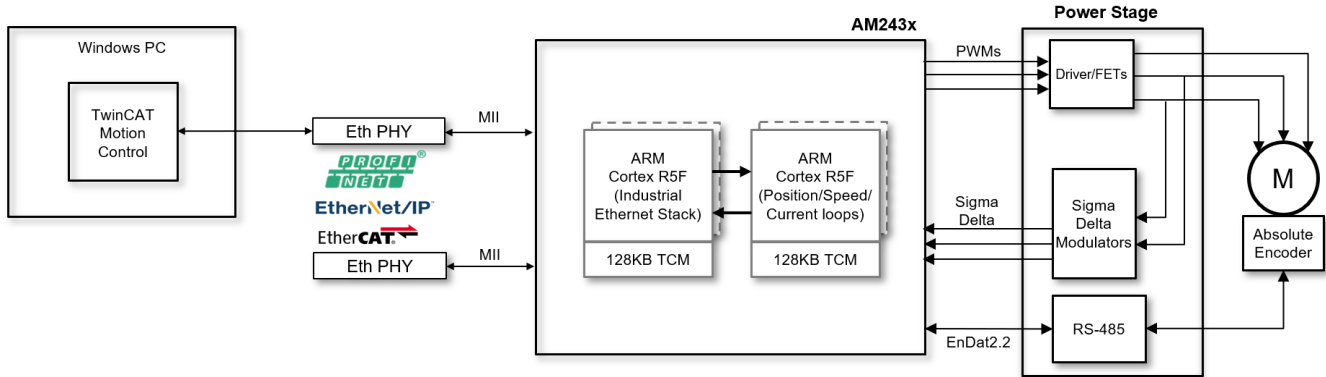 Windows PC
TwinCAT
Motion
Control
Eth PHY
MII
PROFI
NET®
EtherNet/IP™
EtherCAT®
Eth PHY
MII
AM243x
ARM
Cortex R5F
(Industrial
Ethernet Stack)
128KB TCM
ARM
Cortex R5F
(Position/Speed/
Current loops)
128KB TCM
PWMs
Sigma
Delta
EnDat2.2
Power Stage
Driver/FETs
Sigma
Delta
Modulators
RS-485
M
Absolute
Encoder